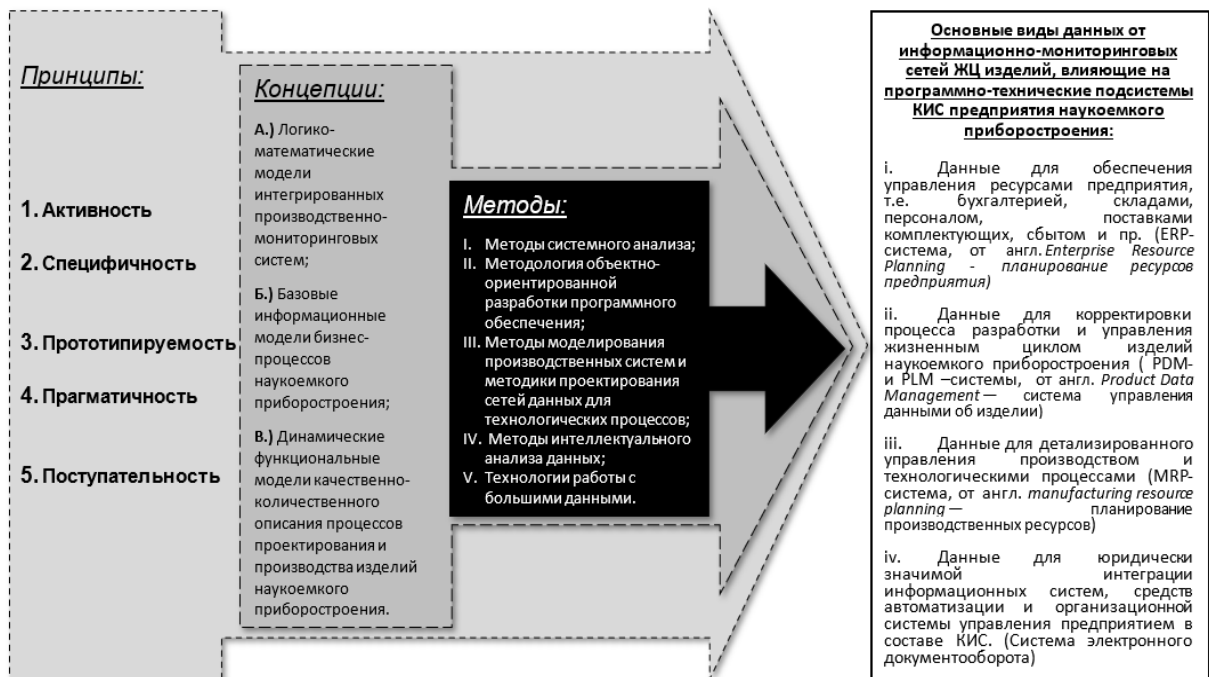 Принципы:
1. Активность
2. Специфичность
3. Прототипируемость
4. Прагматичность
5. Поступательность
Концепции:
А.) Логико-
математические
модели
интегрированных
производственно-
мониторинговых
систем;
Б.) Базовые
информационные
модели бизнес-
процессов
наукоемкого
приборостроения;
В.) Динамические
функциональные
модели качественно-
количественного
описания процессов
проектирования и
производства изделий
наукоемкого
приборостроения.
Методы:
I. Методы системного анализа;
II. Методология объектно-
ориентированной
разработки программного
обеспечения;
III. Методы моделирования
производственных систем и
методики проектирования
сетей данных для
технологических процессов;
IV. Методы интеллектуального
анализа данных;
V. Технологии работы с
большими данными.
Основные виды данных от
информационно-мониторинговых
сетей ЖЦ изделий, влияющие на
программно-технические подсистемы
КИС предприятия наукоемкого
приборостроения:
i. Данные для обеспечения
управления ресурсами предприятия,
т.е. бухгалтерией, складами,
персоналом, поставками
комплектующих, сбытом и пр. (ERP-
система, от англ. Enterprise Resource
Planning - планирование ресурсов
предприятия)
ii. Данные для корректировки
процесса разработки и управления
жизненным циклом изделий
наукоемкого приборостроения ( PDM-
и PLM –системы, от англ. Product Data
Management — система управления
данными об изделии)
iii. Данные для детализированного
управления производством и
технологическими процессами (MRP-
система, от англ. manufacturing resource
planning — планирование
производственных ресурсов)
iv. Данные для юридически
значимой интеграции
информационных систем, средств
автоматизации и организационной
системы управления предприятием в
составе КИС. (Система электронного
документооборота)